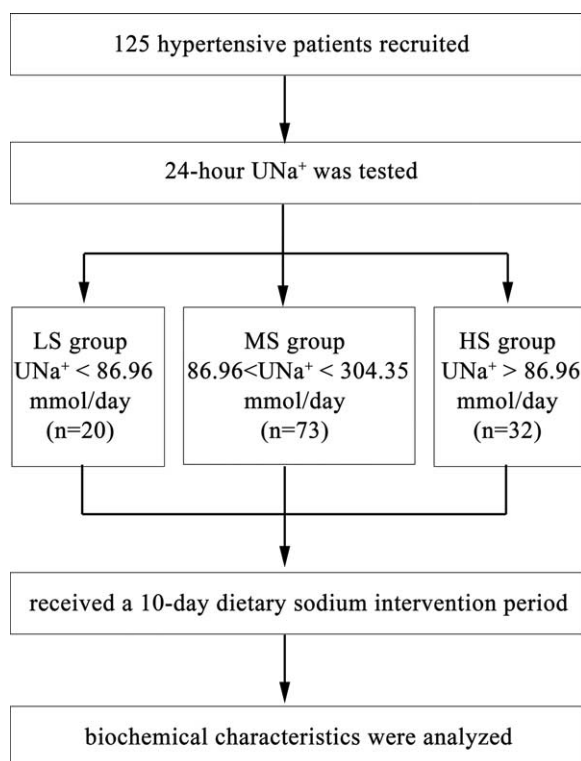 125 hypertensive patients recruited
24-hour UNa⁺ was tested
LS group
UNa⁺ < 86.96
mmol/day
(n=20)
MS group
86.96<UNa⁺ < 304.35
mmol/day
(n=73)
HS group
UNa⁺ > 86.96
mmol/day
(n=32)
received a 10-day dietary sodium intervention period
biochemical characteristics were analyzed